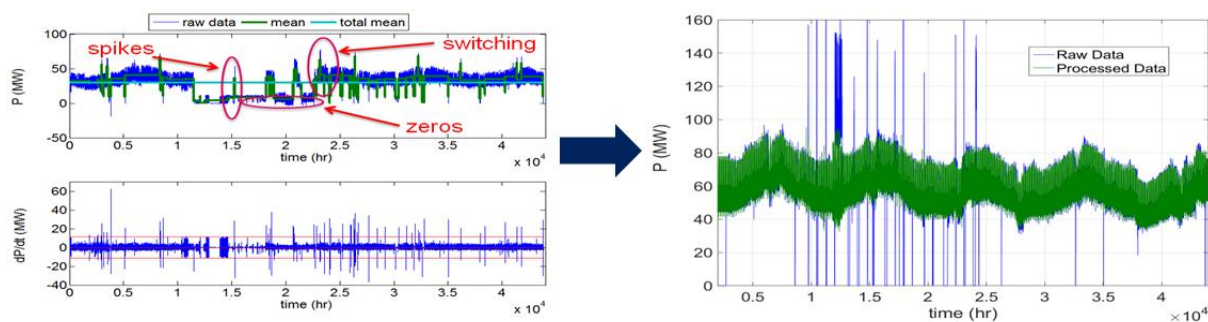 raw data mean total mean
spikes
switching
zeros
100
50
0
-50
P (MW)
0 0.5 1 1.5 2 2.5 3 3.5 4
time (hr)
x 10^4
60
40
20
0
-20
-40
dP/dt (MW)
0 0.5 1 1.5 2 2.5 3 3.5 4
time (hr)
x 10^4
160
140
120
100
80
60
40
20
0
P (MW)
Raw Data
Processed Data
0.5 1 1.5 2 2.5 3 3.5 4
time (hr)
×10^4